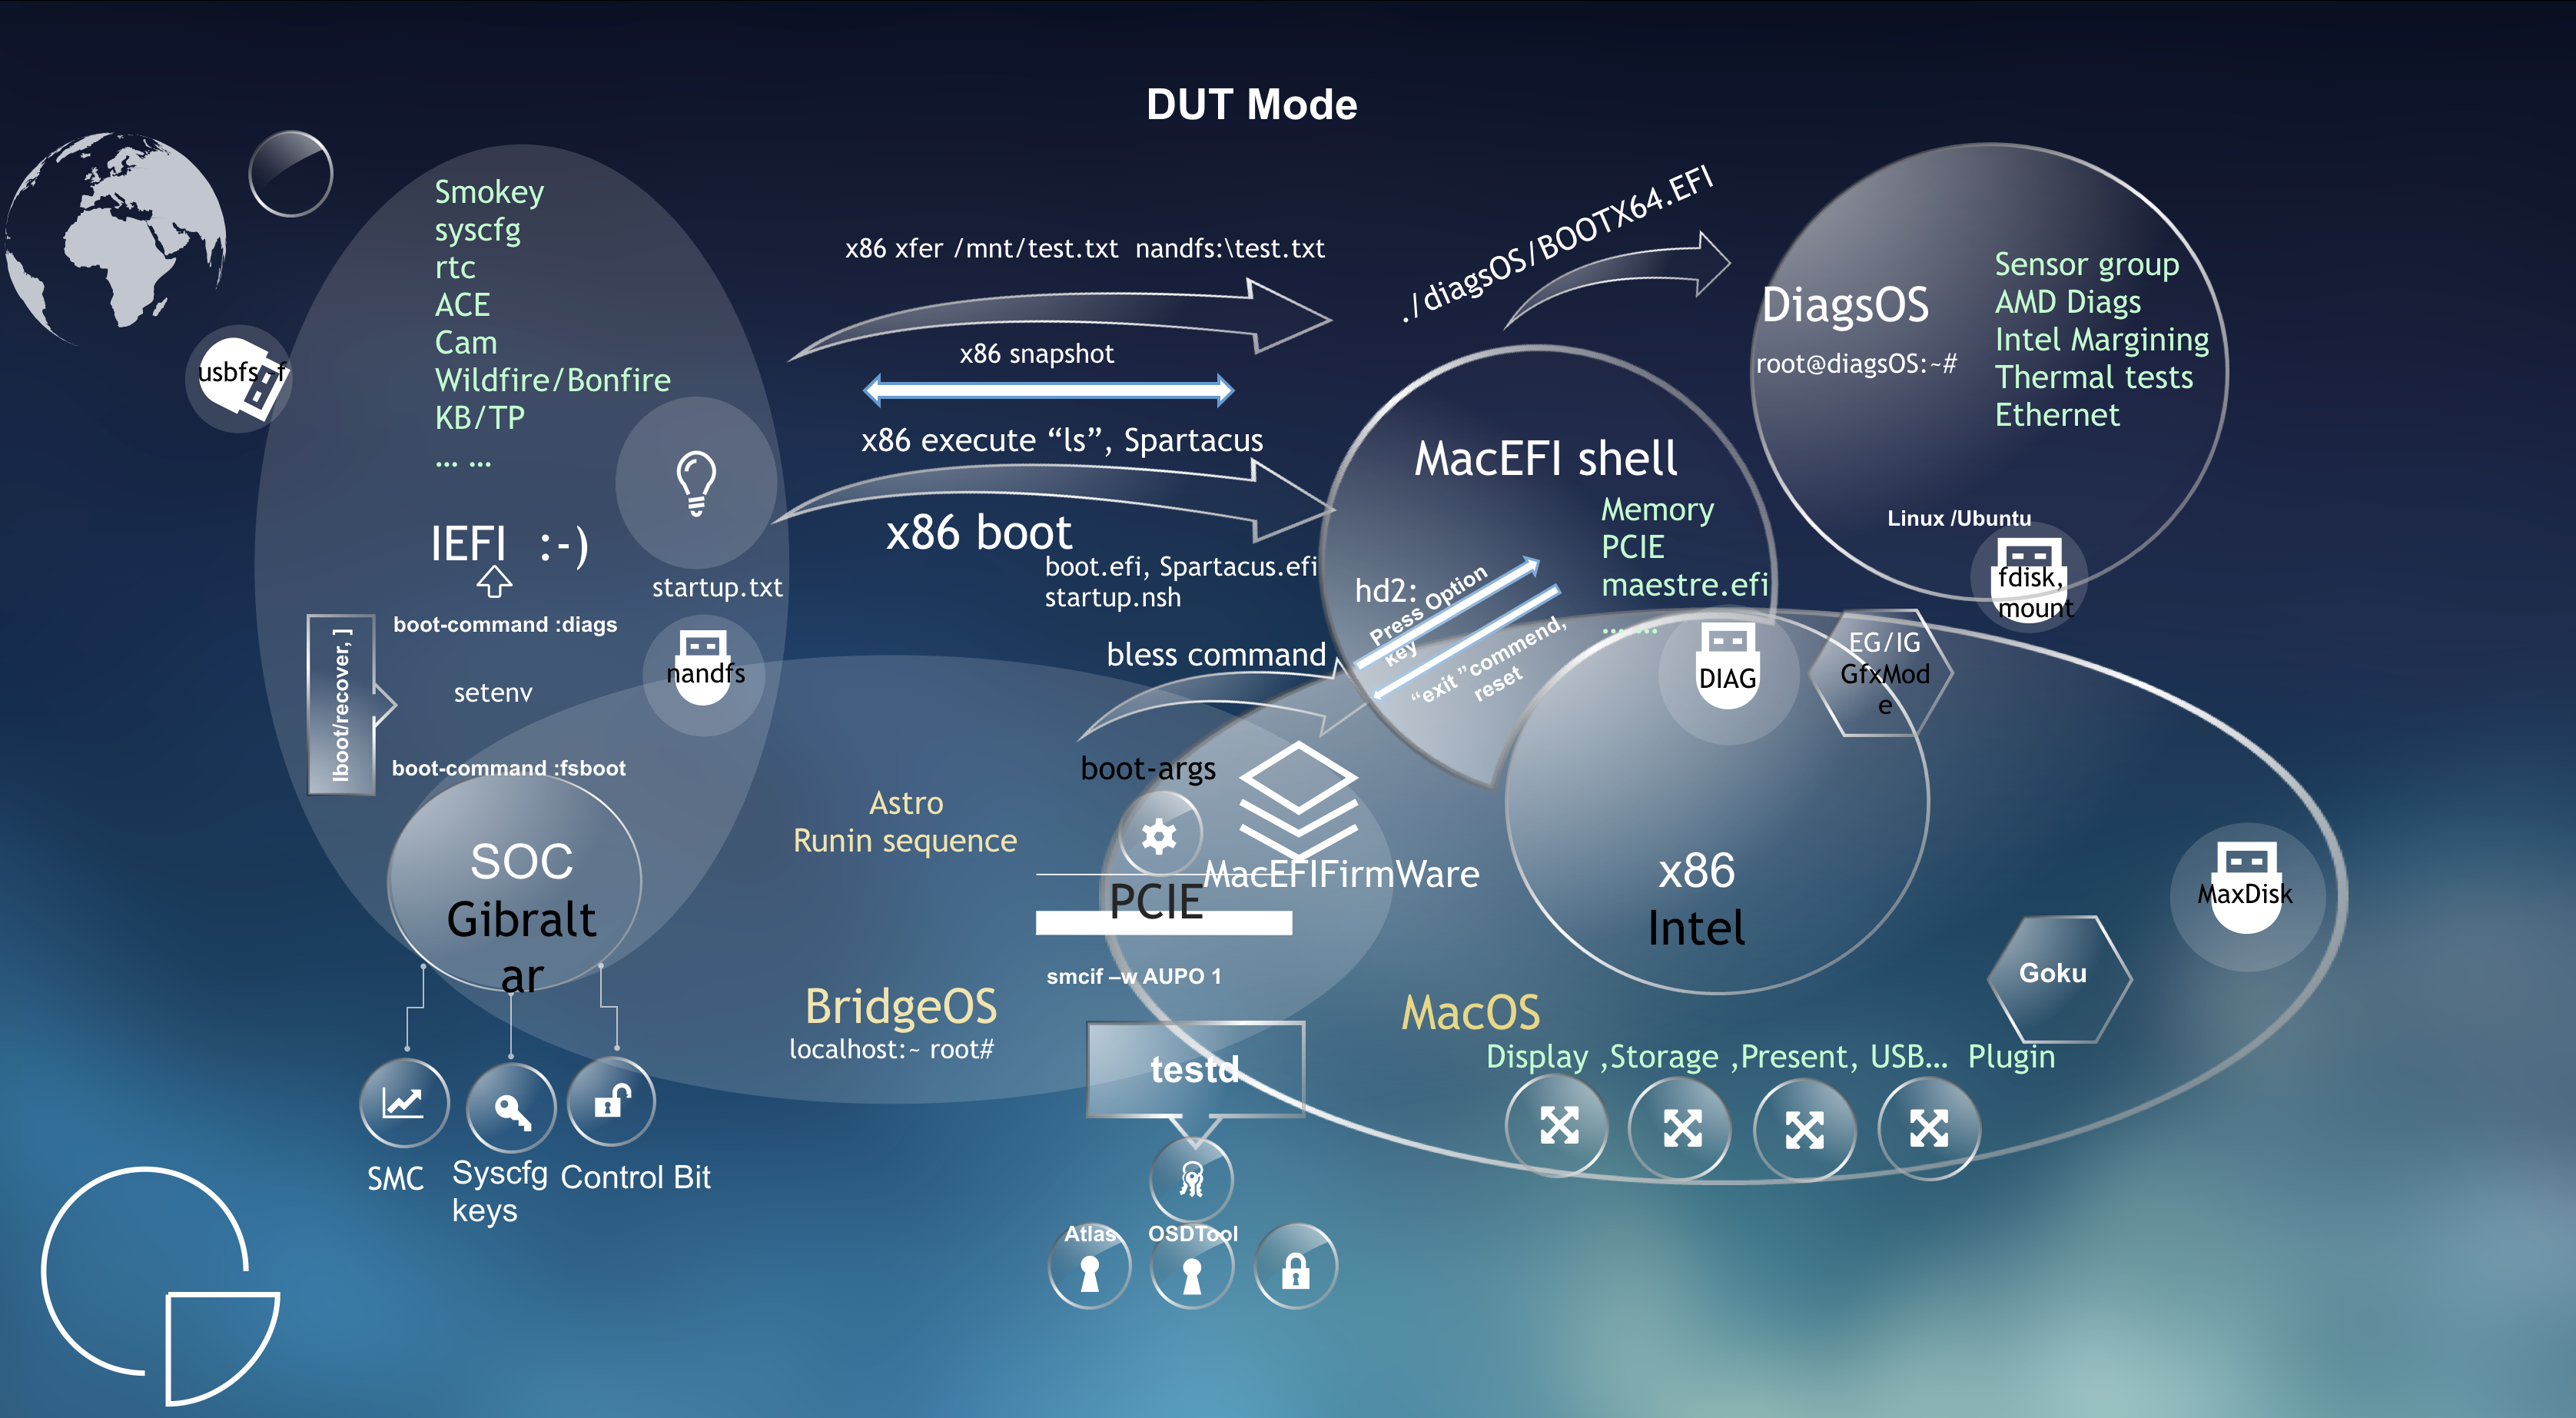 DUT Mode
Smokey
syscfg
rtc
ACE
Cam
Wildfire/Bonfire
KB/TP
... ...
usbfs -f
IEFI :-)
startup.txt
boot-command :diags
Iboot/recover, ]
setenv
nandfs
boot-command :fsboot
SOC
Gibralt
ar
SMC
Syscfg
keys
Control Bit
x86 xfer /mnt/test.txt nandfs:\test.txt
x86 snapshot
x86 execute “ls”, Spartacus
x86 boot
boot.efi, Spartacus.efi
startup.nsh
bless command
boot-args
Astro
Runin sequence
MacEFIFirmWare
PCIE
smcif –w AUPO 1
BridgeOS
localhost:~ root#
testd
Atlas
OSDTool
./diagsOS/BOOTX64.EFI
MacEFI shell
Memory
PCIE
maestre.efi
... ...
hd2:
Press Option
key
“exit”commend,
reset
DiagsOS
root@diagsOS:~#
Sensor group
AMD Diags
Intel Margining
Thermal tests
Ethernet
Linux /Ubuntu
fdisk,
mount
DIAG
EG/IG
GfxMod
e
x86
Intel
MaxDisk
Goku
MacOS
Display ,Storage ,Present, USB... Plugin